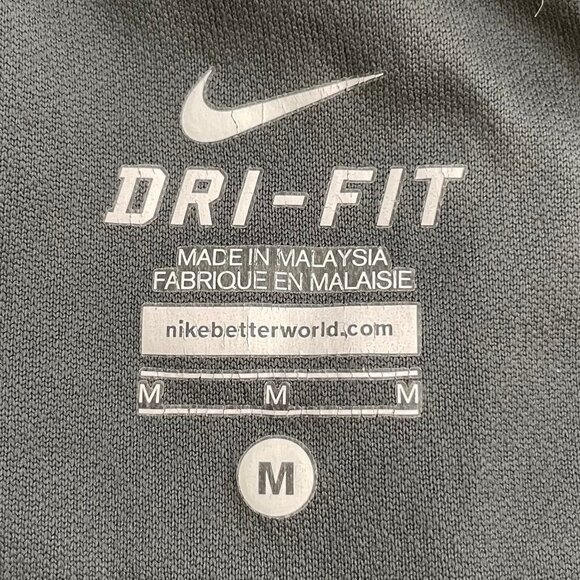 DRI-FIT
MADE IN MALAYSIA
FABRIQUE EN MALAISIE
nikebetterworld.com
M M M
M